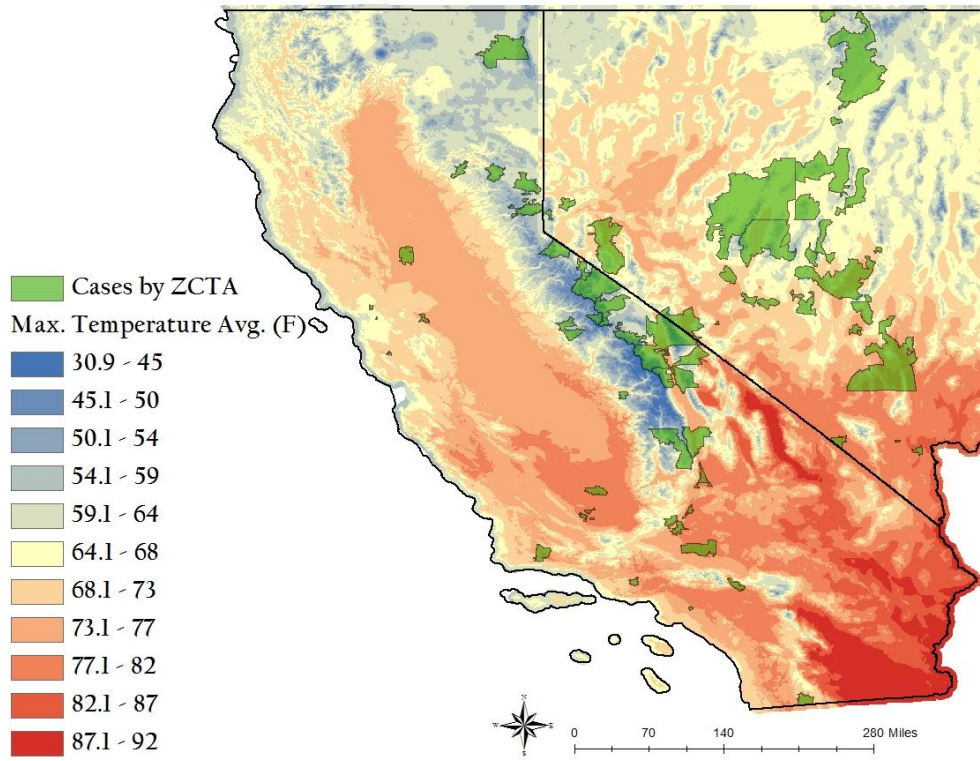 Cases by ZCTA
Max. Temperature Avg. (F)
30.9 - 45
45.1 - 50
50.1 - 54
54.1 - 59
59.1 - 64
64.1 - 68
68.1 - 73
73.1 - 77
77.1 - 82
82.1 - 87
87.1 - 92
N
W E
S
0 70 140 280 Miles